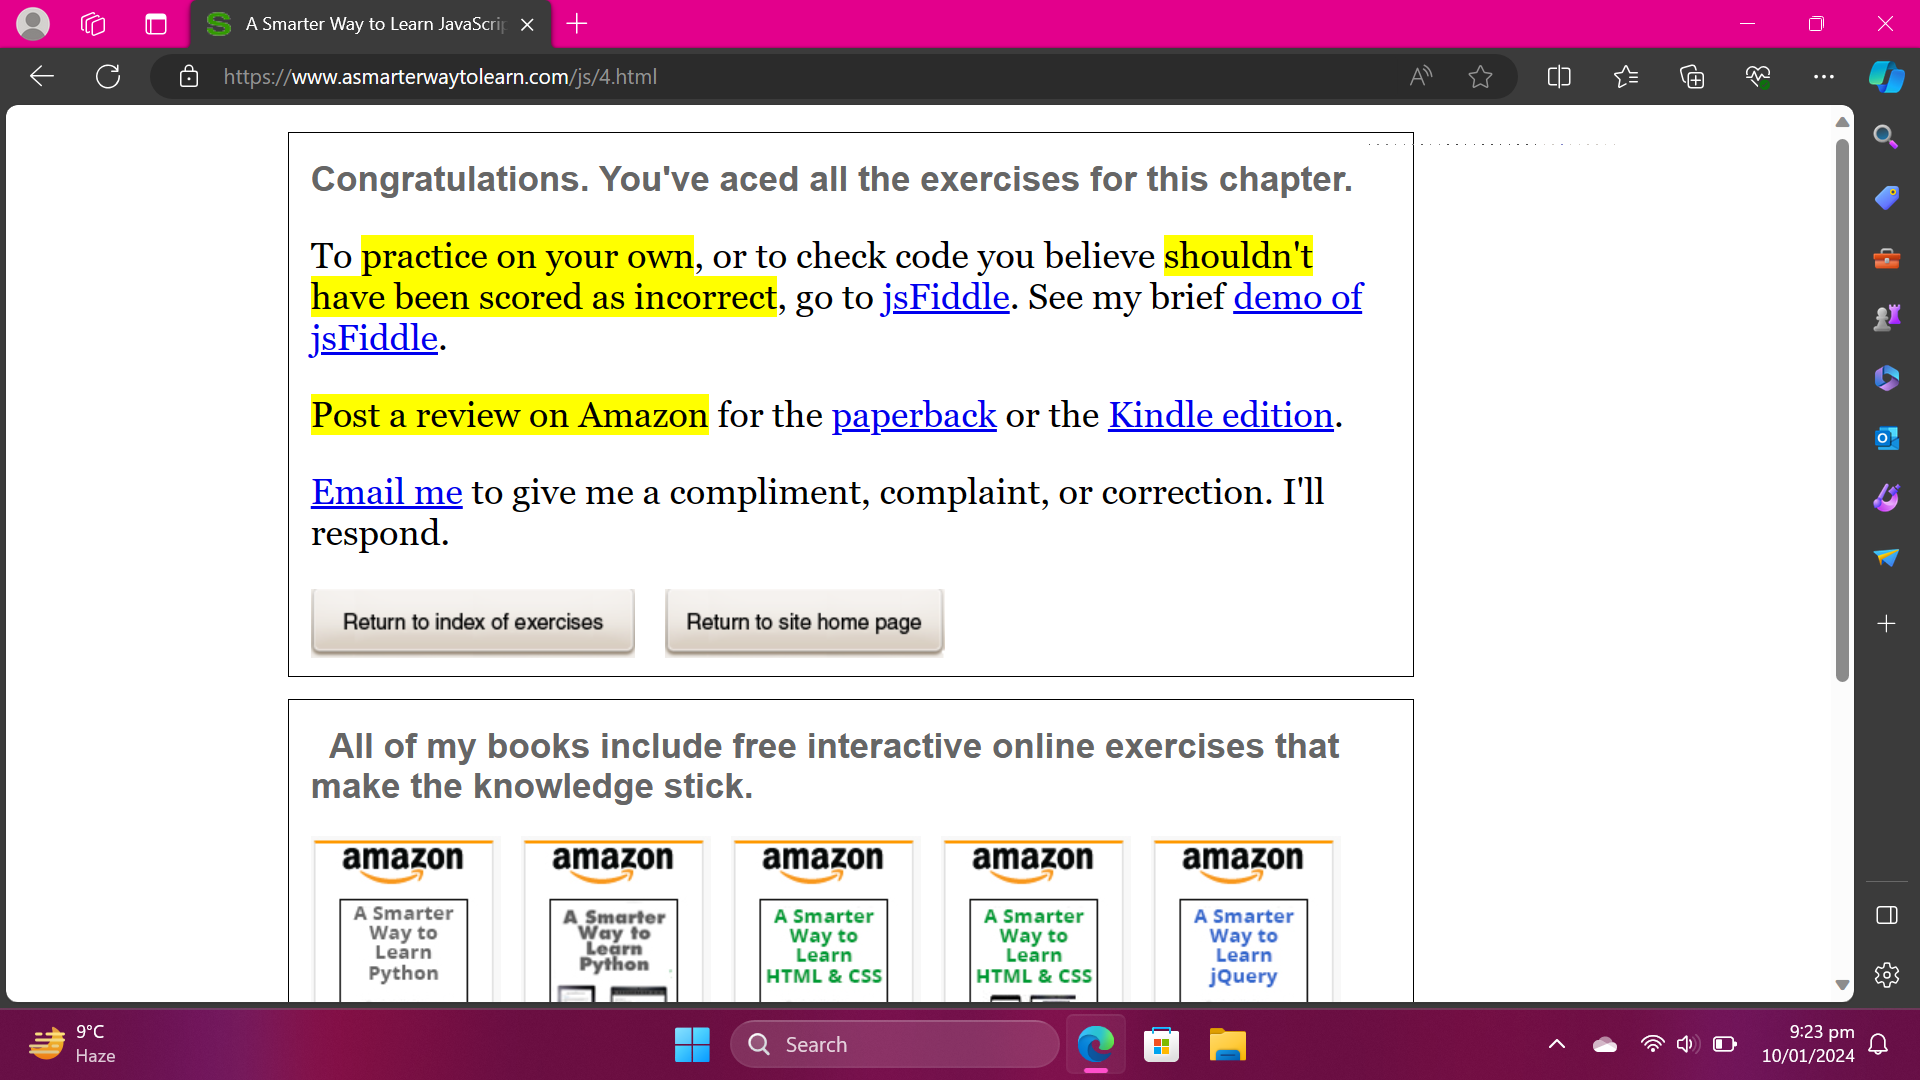 A Smarter Way to Learn JavaScrip
https://www.asmarterwaytolearn.com/js/4.html
Congratulations. You've aced all the exercises for this chapter.
To practice on your own, or to check code you believe shouldn't
have been scored as incorrect, go to jsFiddle. See my brief demo of
jsFiddle.
Post a review on Amazon for the paperback or the Kindle edition.
Email me to give me a compliment, complaint, or correction. I'll
respond.
Return to index of exercises Return to site home page
All of my books include free interactive online exercises that
make the knowledge stick.
amazon amazon amazon amazon amazon
A Smarter
Way to
Learn
Python
A Smarter
Way to
Learn
Python
A Smarter
Way to
Learn
HTML & CSS
A Smarter
Way to
Learn
HTML & CSS
A Smarter
Way to
Learn
jQuery
9°C
Haze
Search
9:23 pm
10/01/2024